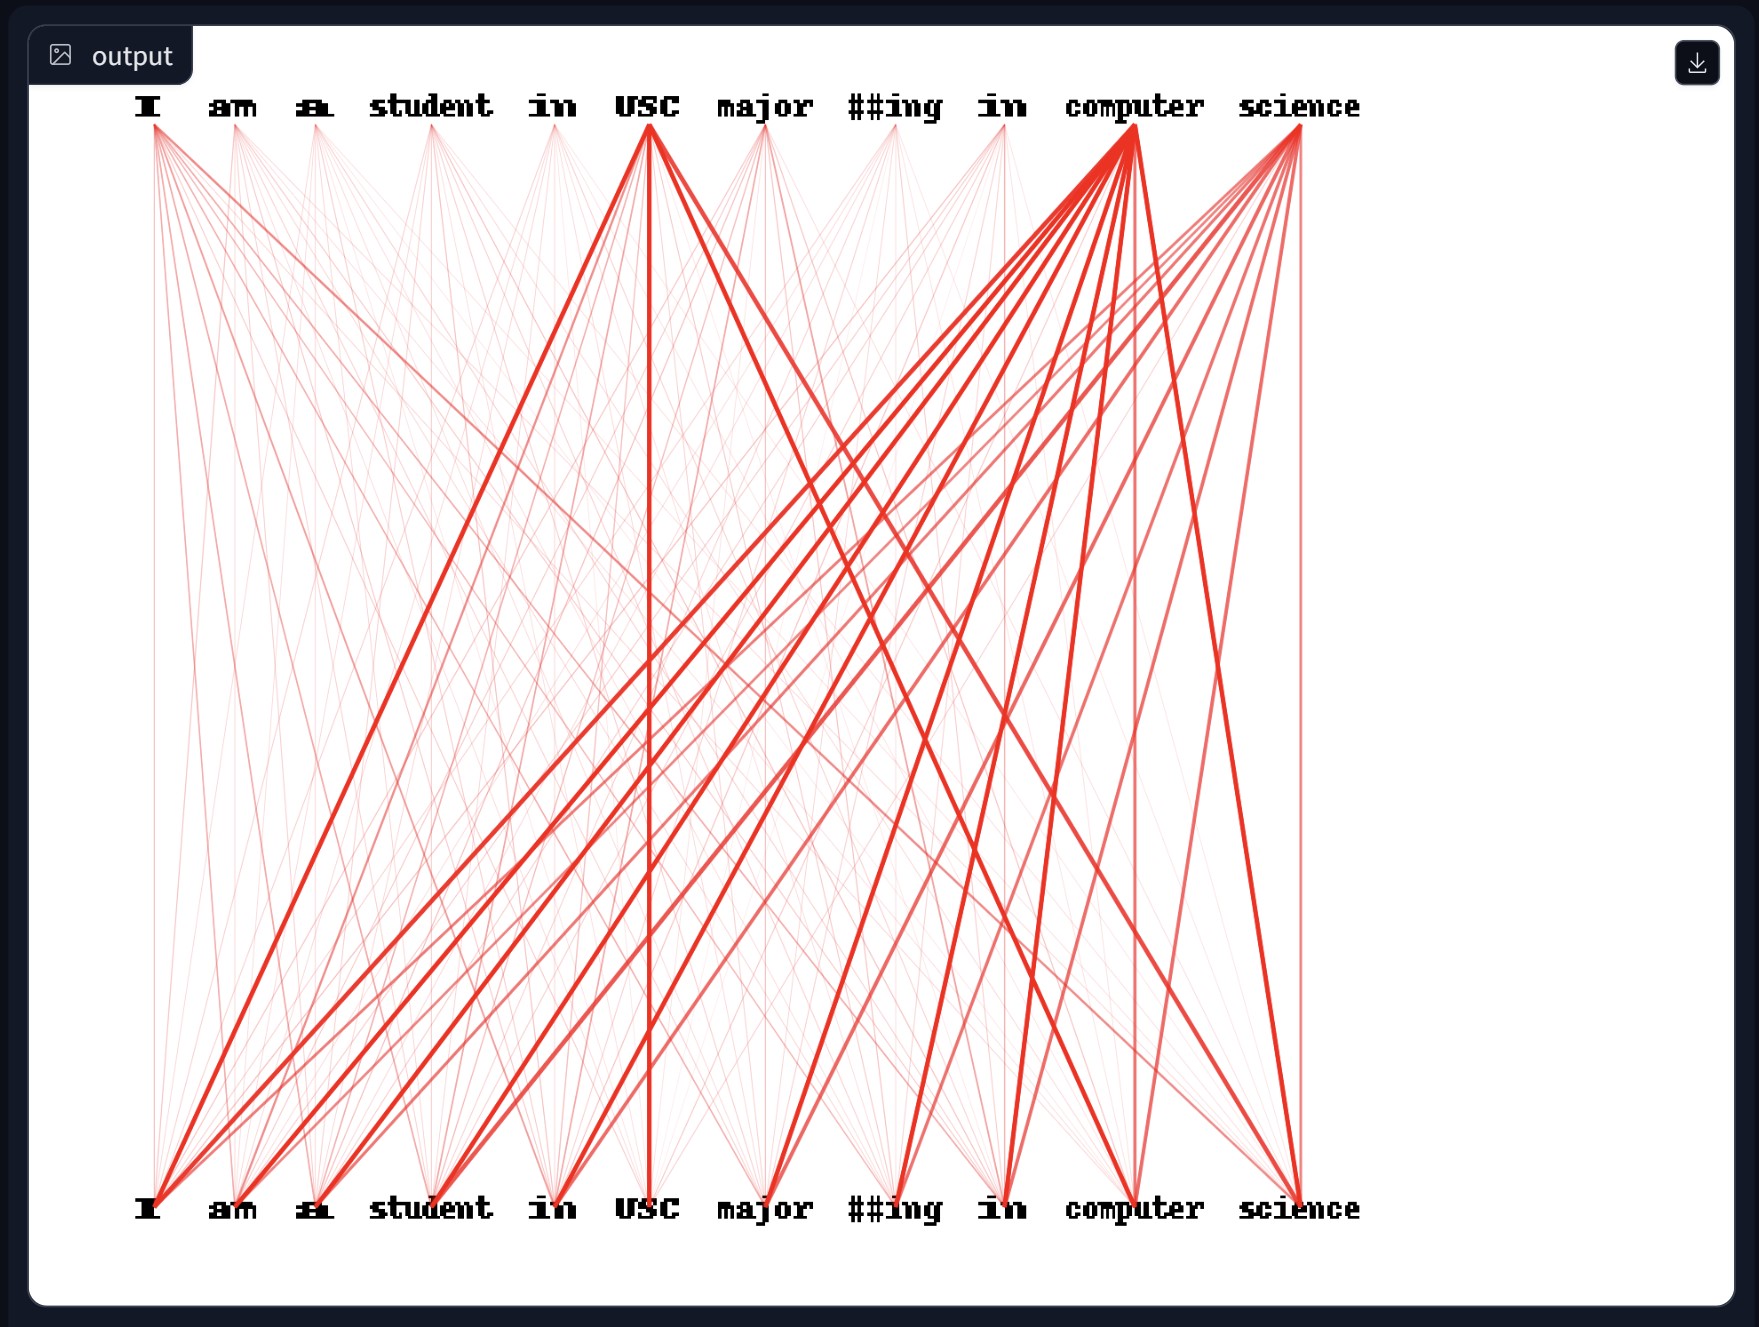 output
I am a student in USC major ##ing in computer science
I am a student in USC major ##ing in computer science